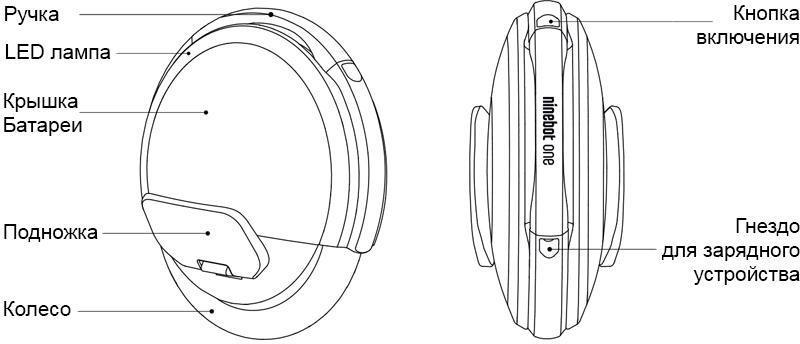 Ручка
LED лампа
Крышка
Батареи
Подножка
Колесо
Кнопка
включения
ninebot one
Гнездо
для зарядного
устройства